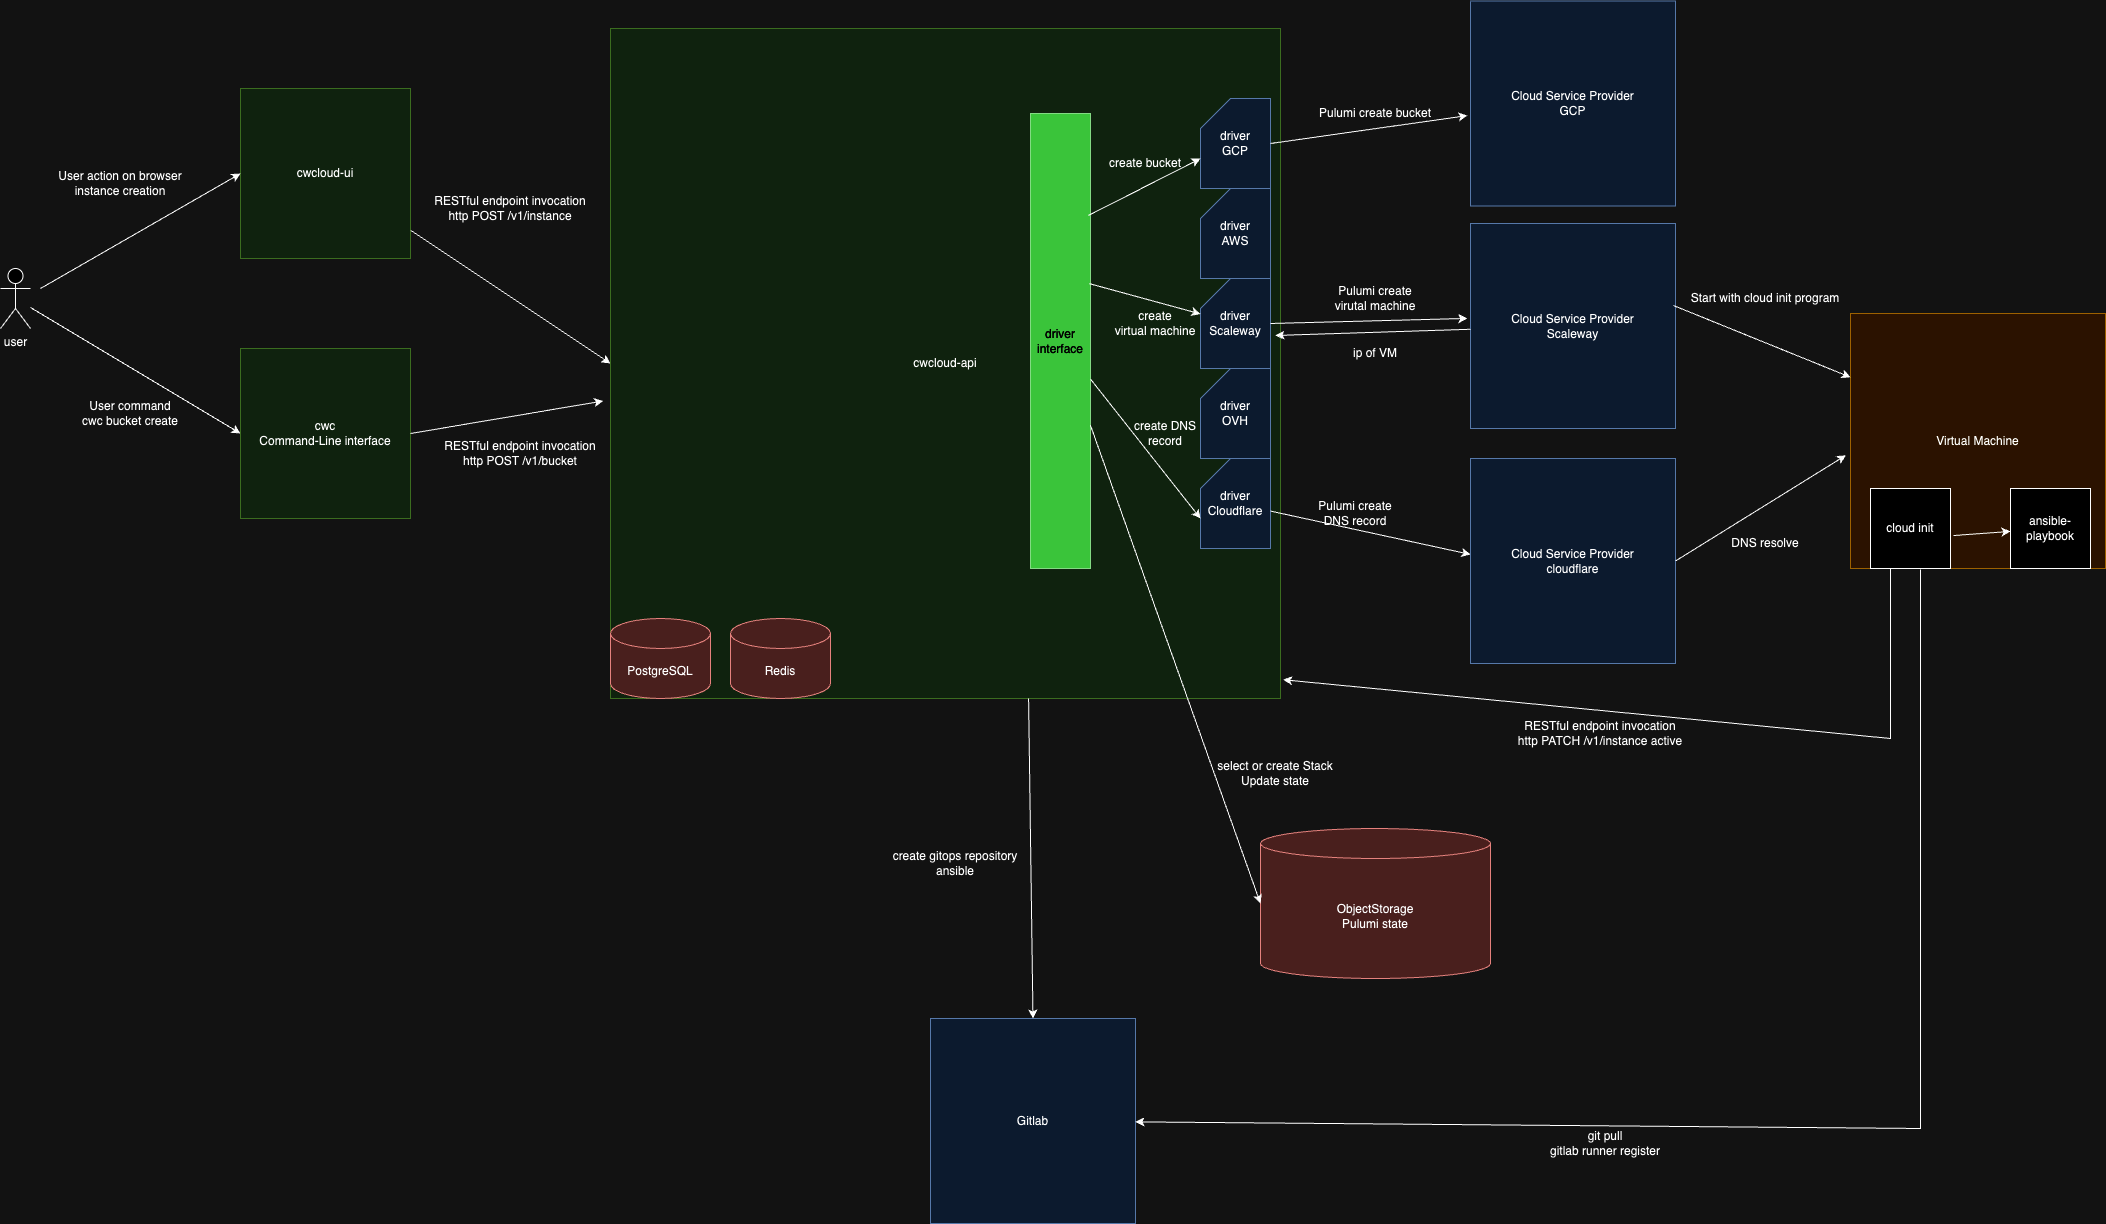 User action on browser
instance creation
cwcloud-ui
RESTful endpoint invocation
http POST /v1/instance
user
User command
cwc bucket create
cwc
Command-Line interface
RESTful endpoint invocation
http POST /v1/bucket
cwcloud-api
PostgreSQL
Redis
driver
interface
create bucket
create
virtual machine
create DNS
record
driver
GCP
driver
AWS
driver
Scaleway
driver
OVH
driver
Cloudflare
Pulumi create bucket
Pulumi create
virutal machine
ip of VM
Pulumi create
DNS record
Cloud Service Provider
GCP
Cloud Service Provider
Scaleway
Cloud Service Provider
cloudflare
Start with cloud init program
DNS resolve
Virtual Machine
cloud init
ansible-
playbook
RESTful endpoint invocation
http PATCH /v1/instance active
select or create Stack
Update state
create gitops repository
ansible
ObjectStorage
Pulumi state
Gitlab
git pull
gitlab runner register